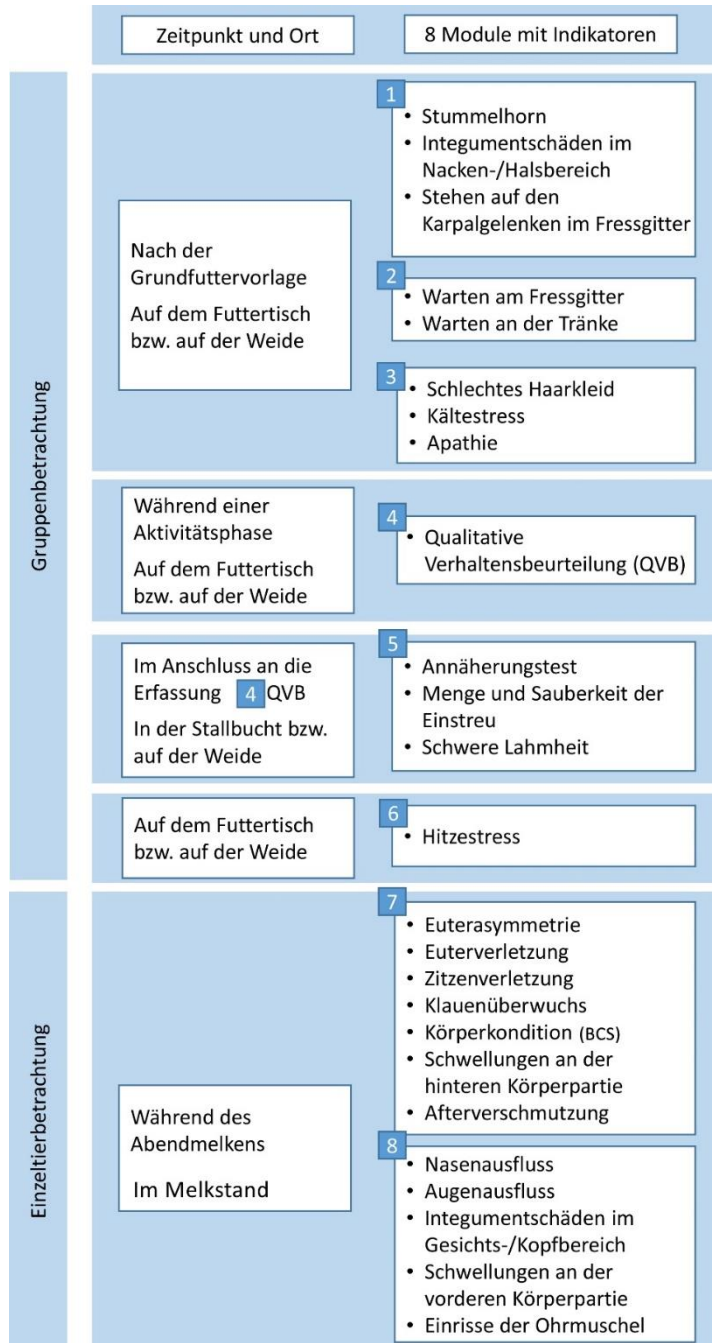 Zeitpunkt und Ort
8 Module mit Indikatoren
Gruppenbetrachtung
Nach der
Grundfuttervorlage
Auf dem Futtertisch
bzw. auf der Weide
1
• Stummelhorn
• Integumentschäden im
Nacken-/Halsbereich
• Stehen auf den
Karpalgelenken im Fressgitter
2
• Warten am Fressgitter
• Warten an der Tränke
3
• Schlechtes Haarkleid
• Kältestress
• Apathie
Während einer
Aktivitätsphase
Auf dem Futtertisch
bzw. auf der Weide
4
• Qualitative
Verhaltensbeurteilung (QVB)
Im Anschluss an die
Erfassung 4 QVB
In der Stallbucht bzw.
auf der Weide
5
• Annäherungstest
• Menge und Sauberkeit der
Einstreu
• Schwere Lahmheit
Auf dem Futtertisch
bzw. auf der Weide
6
• Hitzestress
Einzeltierbetrachtung
Während des
Abendmelkens
Im Melkstand
7
• Euterasymmetrie
• Euterverletzung
• Zitzenverletzung
• Klauenüberwuchs
• Körperkondition (BCS)
• Schwellungen an der
hinteren Körperpartie
• Afterverschmutzung
8
• Nasenausfluss
• Augenausfluss
• Integumentschäden im
Gesichts-/Kopfbereich
• Schwellungen an der
vorderen Körperpartie
• Einrisse der Ohrmuschel